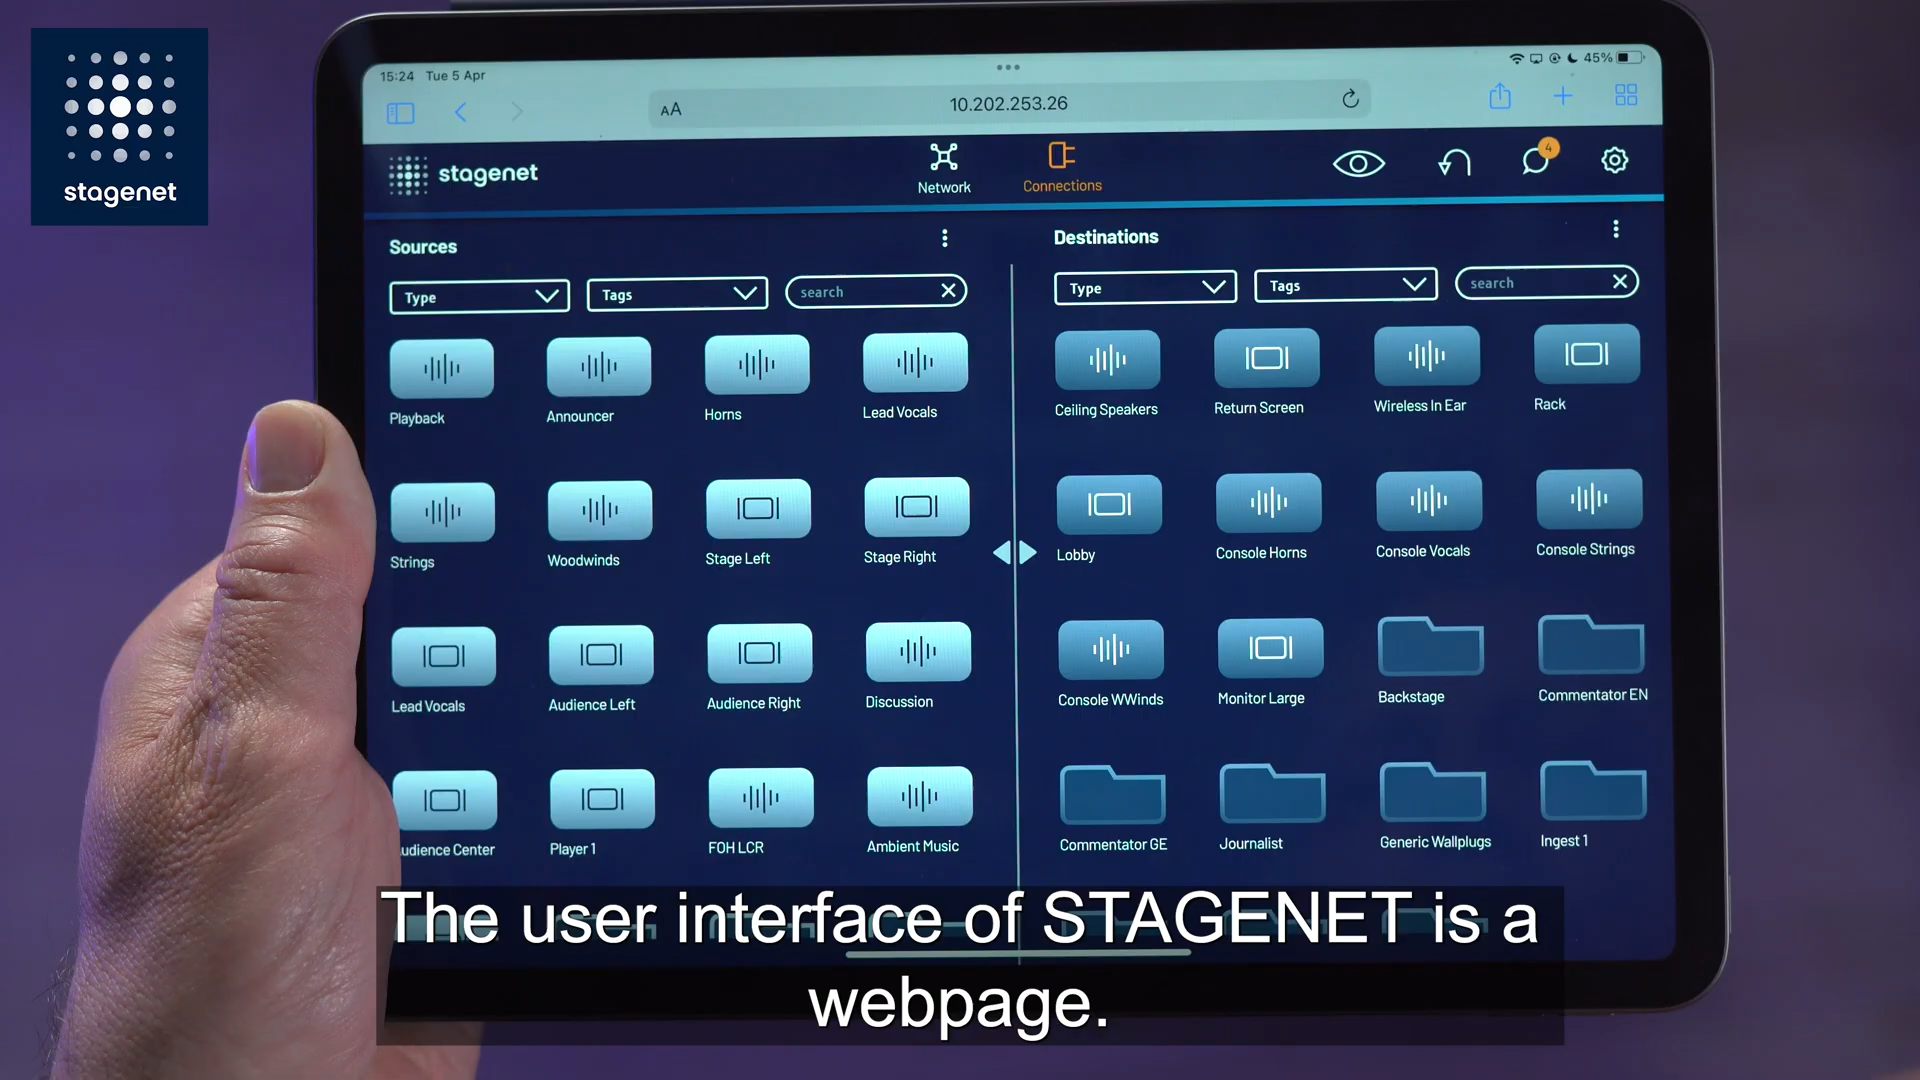 stagenet
15:24 Tue 5 Apr
45%
AA
10.202.253.26
stagenet
Network
Connections
4
Sources
Destinations
Type
Tags
search
Type
Tags
search
Playback
Announcer
Horns
Lead Vocals
Ceiling Speakers
Return Screen
Wireless In Ear
Rack
Strings
Woodwinds
Stage Left
Stage Right
Lobby
Console Horns
Console Vocals
Console Strings
Lead Vocals
Audience Left
Audience Right
Discussion
Console WWinds
Monitor Large
Backstage
Commentator EN
udience Center
Player 1
FOH LCR
Ambient Music
Commentator GE
Journalist
Generic Wallplugs
Ingest 1
The user interface of STAGENET is a
webpage.